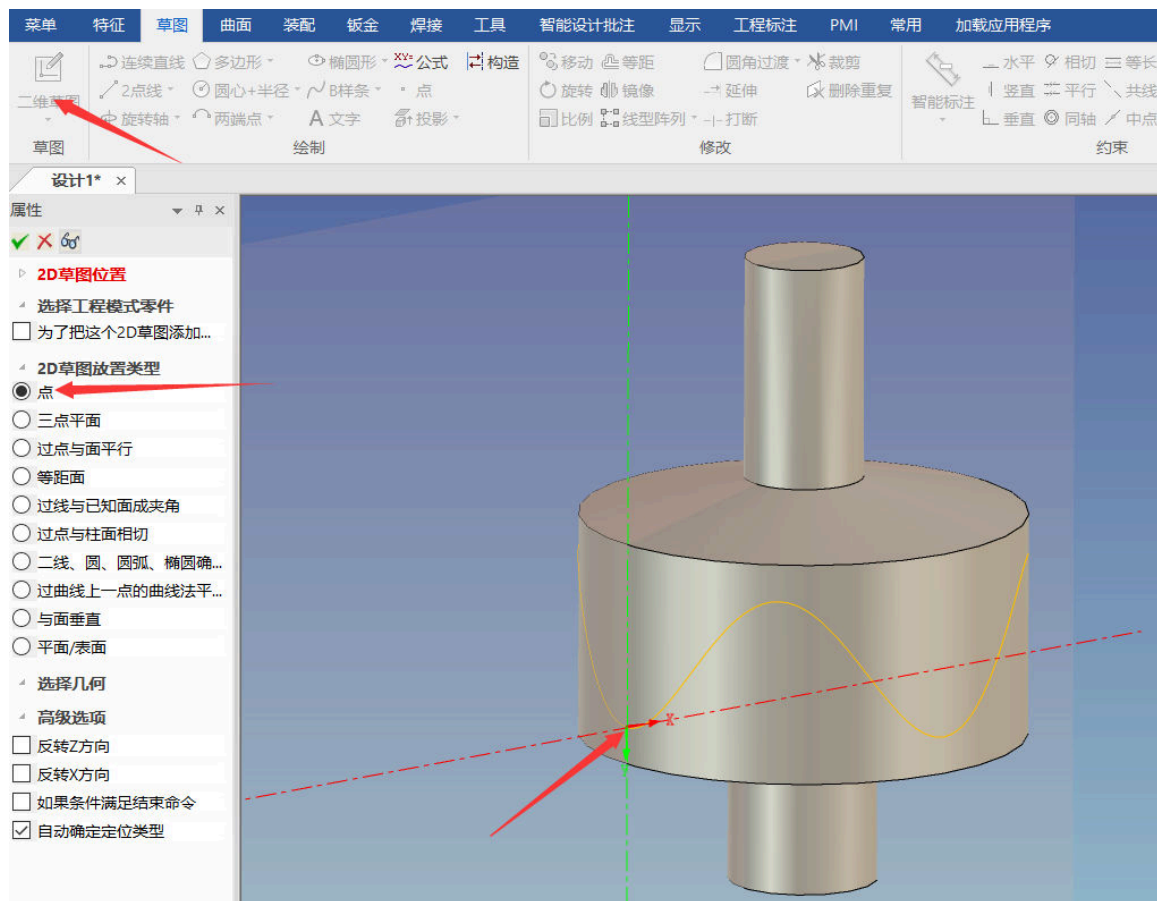 菜单 特征 草图 曲面 装配 钣金 焊接 工具 智能设计批注 显示 工程标注 PMI 常用 加载应用程序
连续直线 多边形 椭圆形 XY= 公式 构造 移动 等距 圆角过渡 裁剪 水平 相切 等长
二维草图 2点线 圆心+半径 B样条 点 旋转 镜像 延伸 删除重复 智能标注 竖直 平行 共线
旋转轴 两端点 A 文字 投影 比例 线型阵列 打断 垂直 同轴 中点
草图 绘制 修改 约束
设计1* ×
属性
2D草图位置
选择工程模式零件
为了把这个2D草图添加...
2D草图放置类型
点
三点平面
过点与面平行
等距面
过线与已知面成夹角
过点与柱面相切
二线、圆、圆弧、椭圆确...
过曲线上一点的曲线法平...
与面垂直
平面/表面
选择几何
高级选项
X
反转Z方向
反转X方向
如果条件满足结束命令
自动确定定位类型